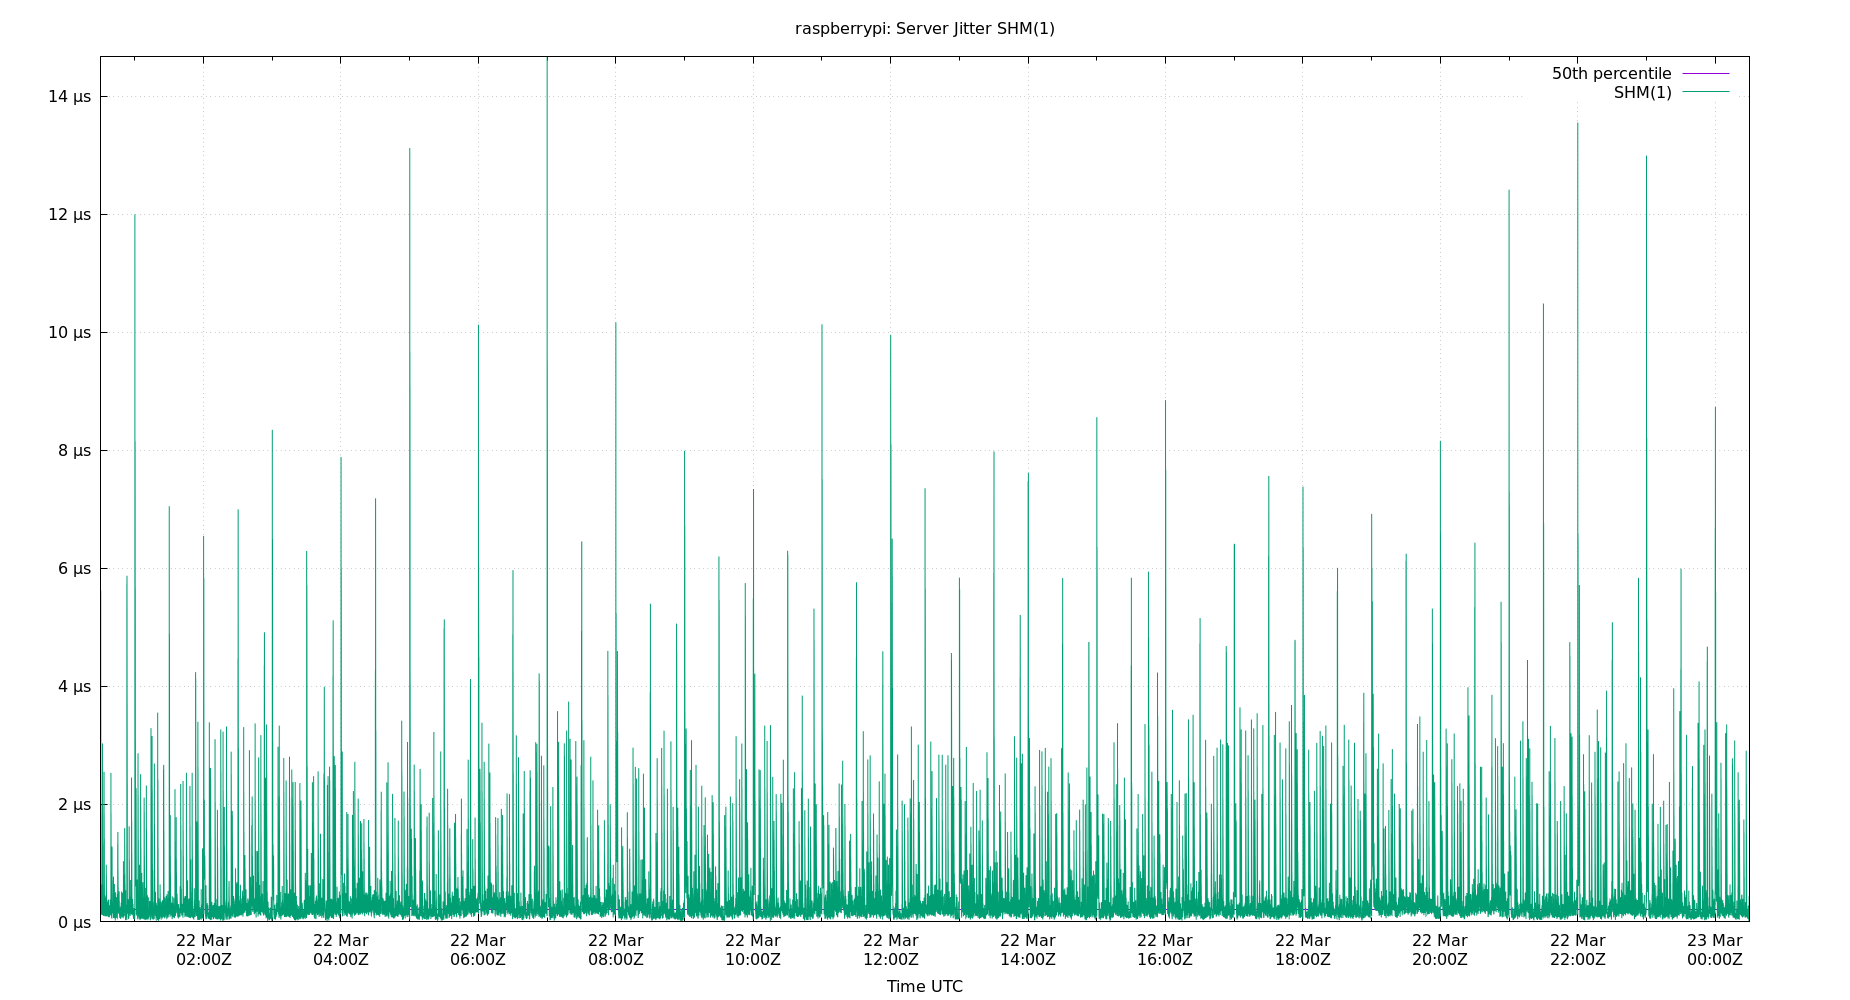 raspberrypi: Server Jitter SHM(1)
50th percentile
SHM(1)
14 µs
12 µs
10 µs
8 µs
6 µs
4 µs
2 µs
0 µs
22 Mar 22 Mar 22 Mar 22 Mar 22 Mar 22 Mar 22 Mar 22 Mar 22 Mar 22 Mar 22 Mar 23 Mar
02:00Z 04:00Z 06:00Z 08:00Z 10:00Z 12:00Z 14:00Z 16:00Z 18:00Z 20:00Z 22:00Z 00:00Z
Time UTC